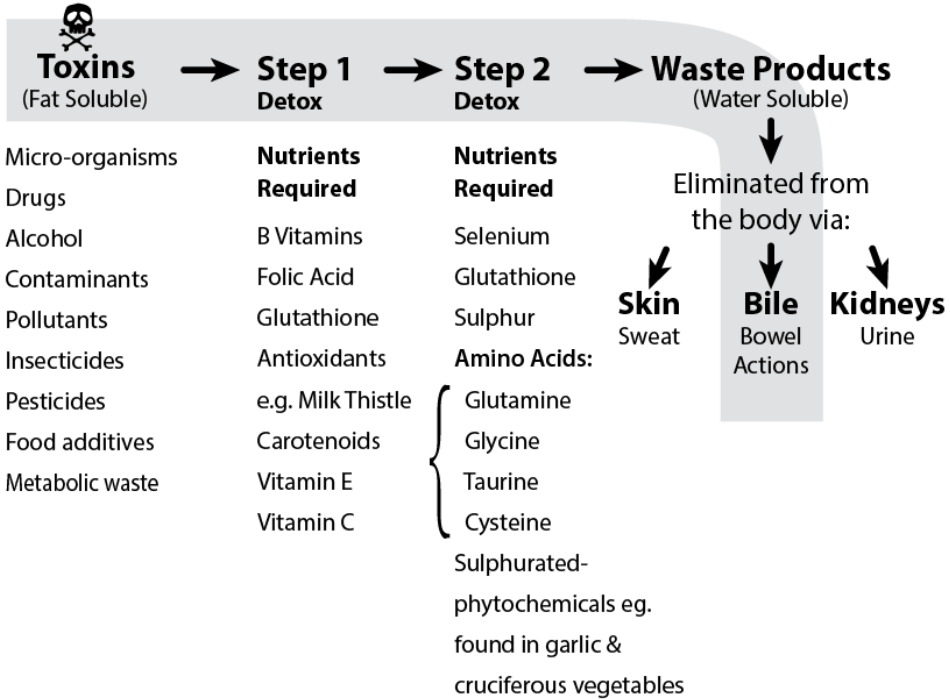 Toxins
(Fat Soluble)
Micro-organisms
Drugs
Alcohol
Contaminants
Pollutants
Insecticides
Pesticides
Food additives
Metabolic waste
Step 1
Detox
Nutrients
Required
B Vitamins
Folic Acid
Glutathione
Antioxidants
e.g. Milk Thistle
Carotenoids
Vitamin E
Vitamin C
Step 2
Detox
Nutrients
Required
Selenium
Glutathione
Sulphur
Amino Acids:
Glutamine
Glycine
Taurine
Cysteine
Sulphurated-
phytochemicals eg.
found in garlic &
cruciferous vegetables
Waste Products
(Water Soluble)
Eliminated from
the body via:
Skin
Sweat
Bile
Bowel
Actions
Kidneys
Urine